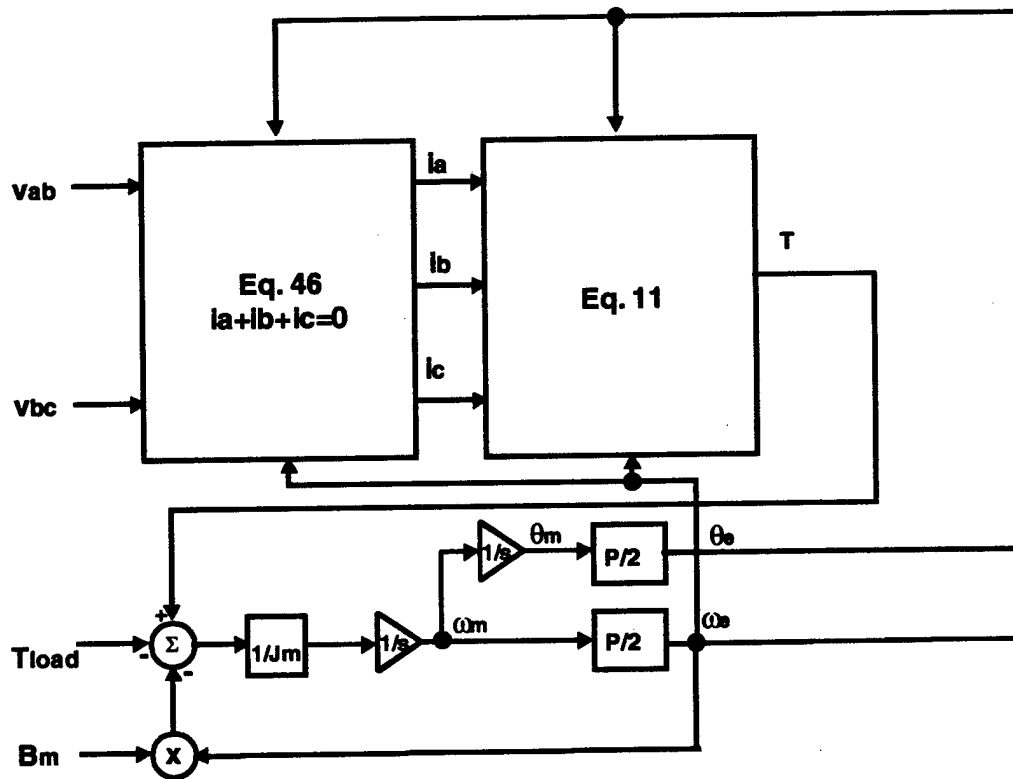 ia
vab
T
ib
Eq. 46
ia+ib+ic=0
Eq. 11
ic
vbc
1/s
θm
P/2
θe
+
Σ
-
-
Tload
1/Jm
1/s
ωm
P/2
ωe
Bm
X